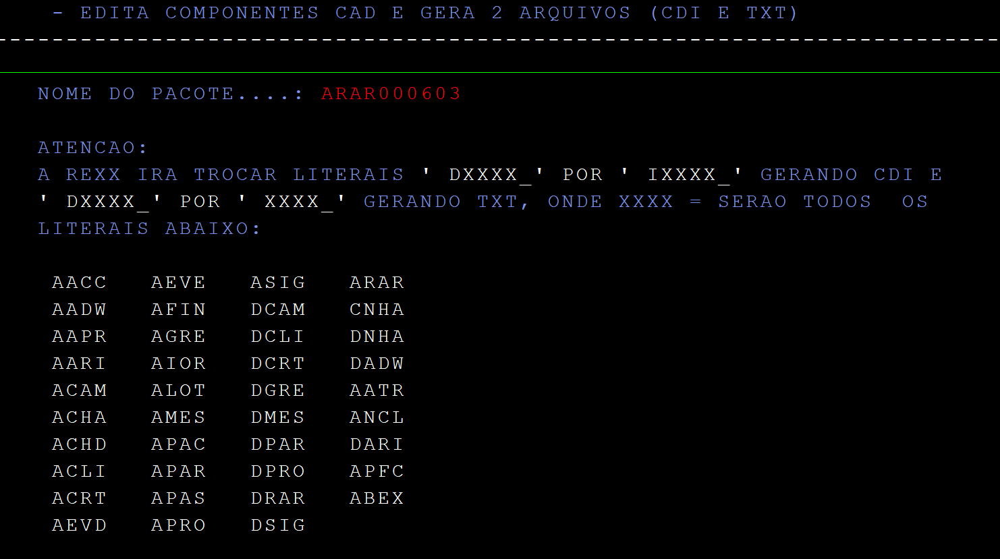 - EDITA COMPONENTES CAD E GERA 2 ARQUIVOS (CDI E TXT)
-----------------------------------------------------------------------
NOME DO PACOTE....: ARAR000603
ATENCAO:
A REXX IRA TROCAR LITERAIS ' DXXXX_' POR ' IXXXX_' GERANDO CDI E
' DXXXX_' POR ' XXXX_' GERANDO TXT, ONDE XXXX = SERAO TODOS  OS
LITERAIS ABAIXO:
AACC   AEVE   ASIG   ARAR
AADW   AFIN   DCAM   CNHA
AAPR   AGRE   DCLI   DNHA
AARI   AIOR   DCRT   DADW
ACAM   ALOT   DGRE   AATR
ACHA   AMES   DMES   ANCL
ACHD   APAC   DPAR   DARI
ACLI   APAR   DPRO   APFC
ACRT   APAS   DRAR   ABEX
AEVD   APRO   DSIG